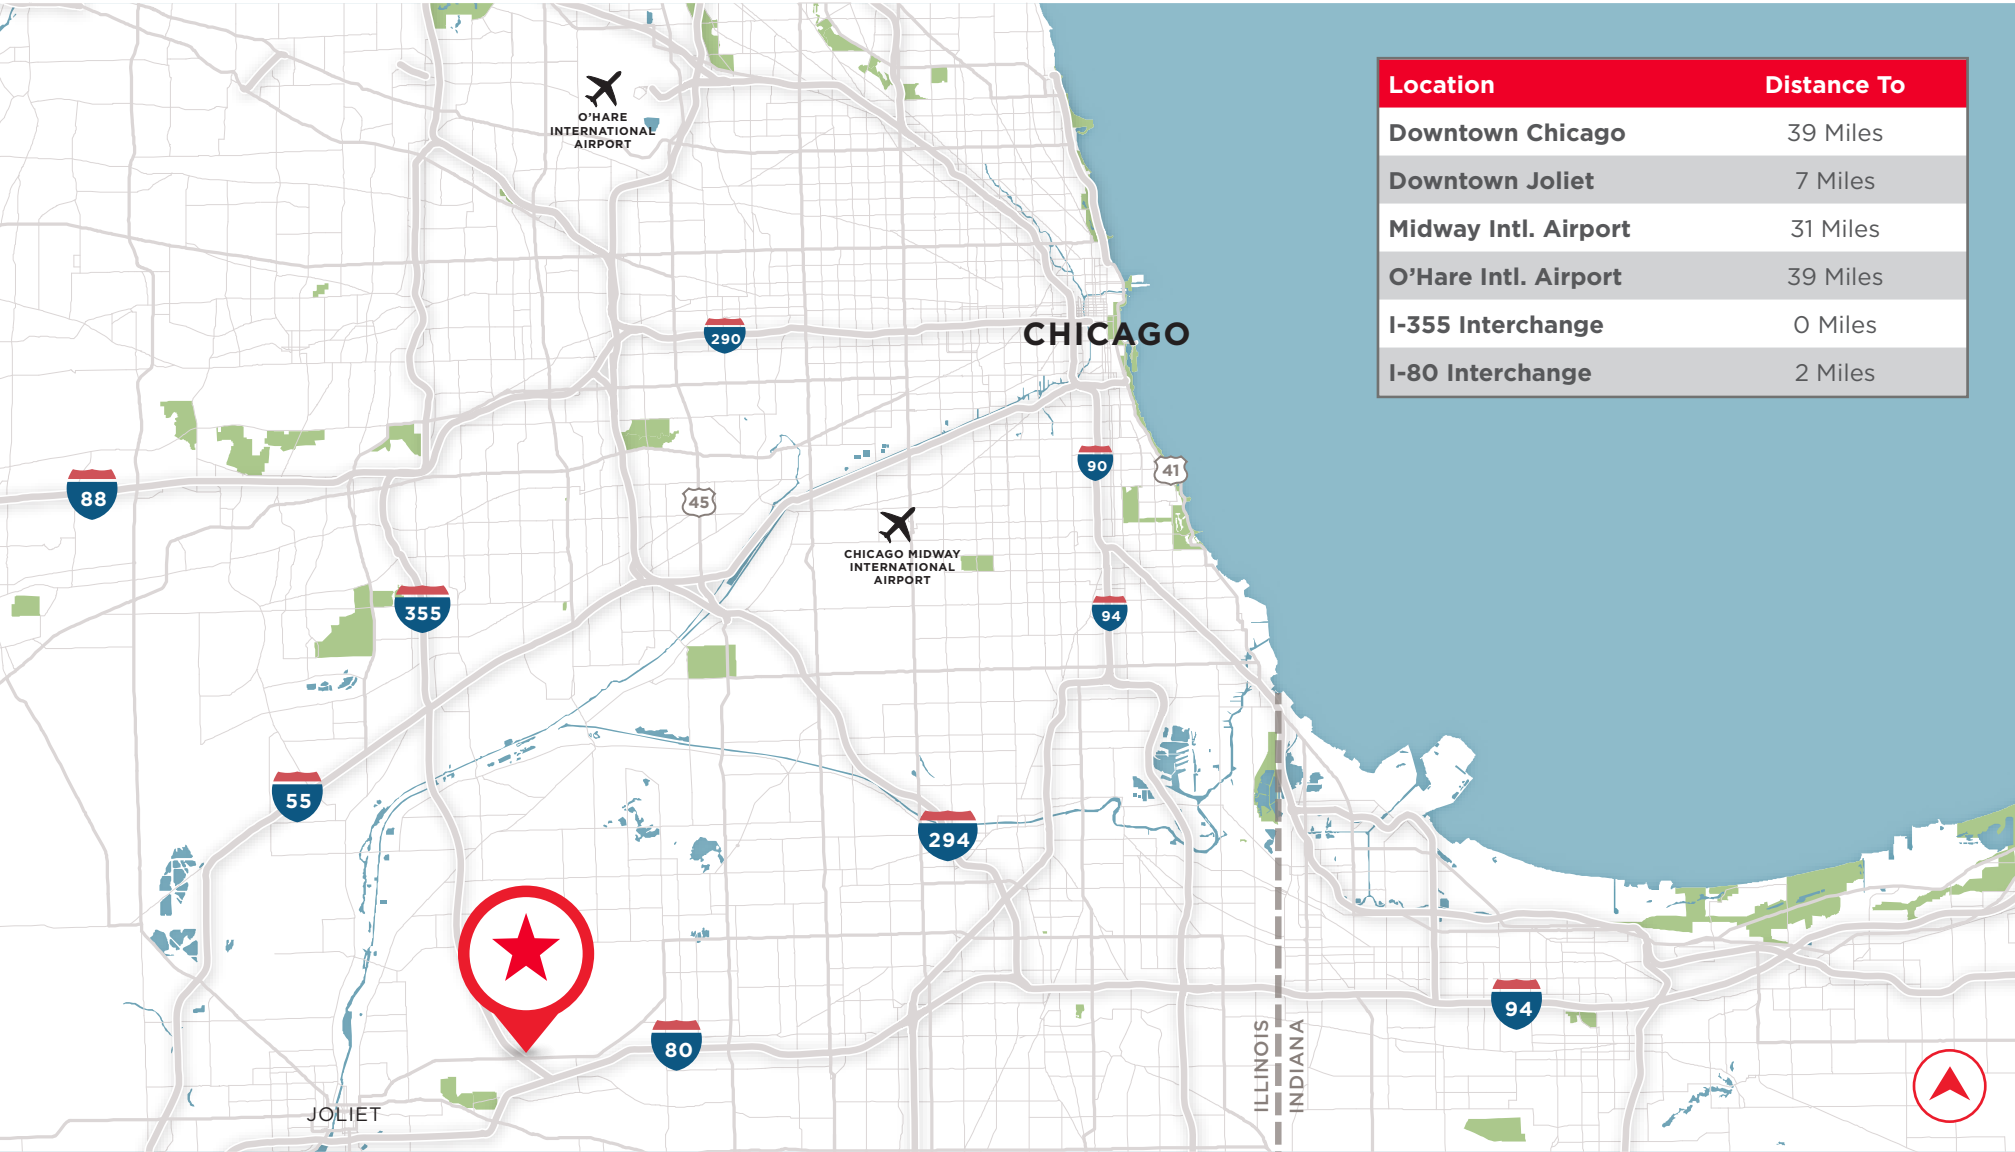 O'HARE
INTERNATIONAL
AIRPORT
Location Distance To
Downtown Chicago 39 Miles
Downtown Joliet 7 Miles
Midway Intl. Airport 31 Miles
O'Hare Intl. Airport 39 Miles
I-355 Interchange 0 Miles
I-80 Interchange 2 Miles
290
CHICAGO
88
90
41
45
CHICAGO MIDWAY
INTERNATIONAL
AIRPORT
355
94
55
294
94
80
ILLINOIS
INDIANA
JOLIET